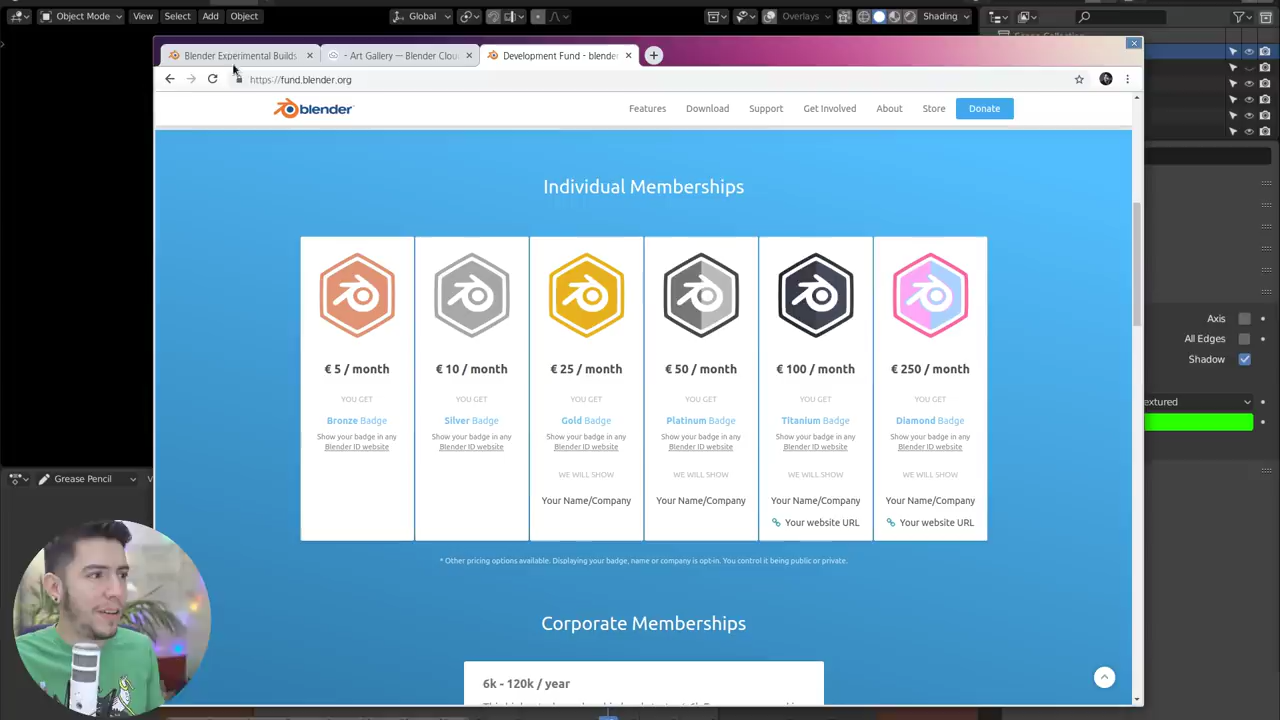 Object Mode View Select Add Object Global Overlays Shading
Blender Experimental Builds - Art Gallery — Blender Clou Development Fund - blender
https://fund.blender.org
blender Features Download Support Get Involved About Store Donate
Individual Memberships
€ 5 / month € 10 / month € 25 / month € 50 / month € 100 / month € 250 / month
YOU GET YOU GET YOU GET YOU GET YOU GET YOU GET
Bronze Badge Silver Badge Gold Badge Platinum Badge Titanium Badge Diamond Badge
Show your badge in any Show your badge in any Show your badge in any Show your badge in any Show your badge in any Show your badge in any
Blender ID website Blender ID website Blender ID website Blender ID website Blender ID website Blender ID website
WE WILL SHOW WE WILL SHOW WE WILL SHOW WE WILL SHOW
Your Name/Company Your Name/Company Your Name/Company Your Name/Company
Your website URL Your website URL
* Other pricing options available. Displaying your badge, name or company is opt-in. You control it being public or private.
Corporate Memberships
6k - 120k / year
Axis
All Edges
Shadow
extured
Grease Pencil V